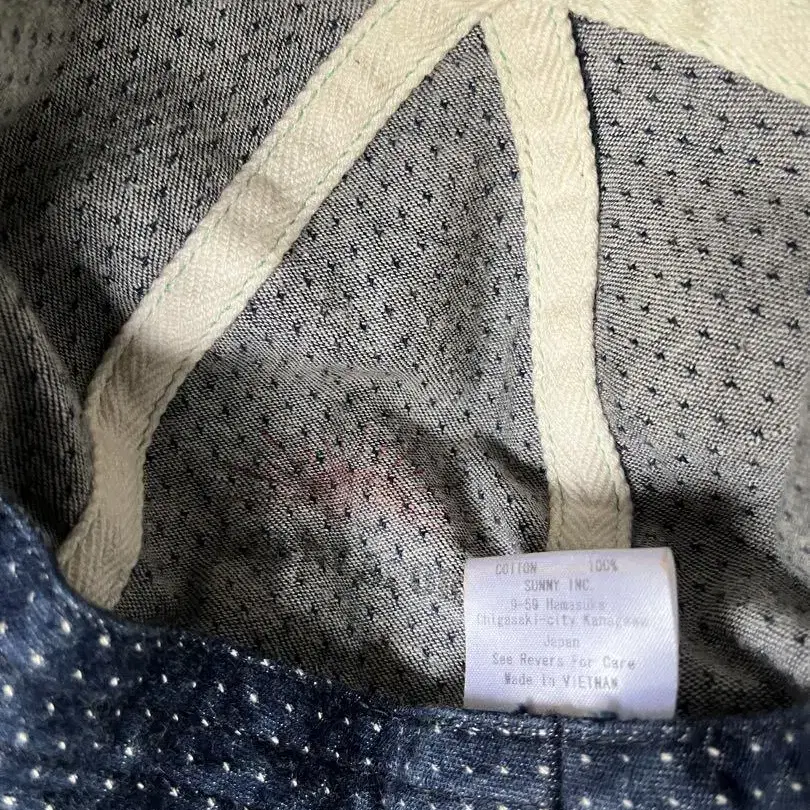 COTTON 100%
SUNNY INC.
9-59 Hamasuka
Chigasaki-city Kanagawa
Japan
See Revers For Care
Made in VIETNAM